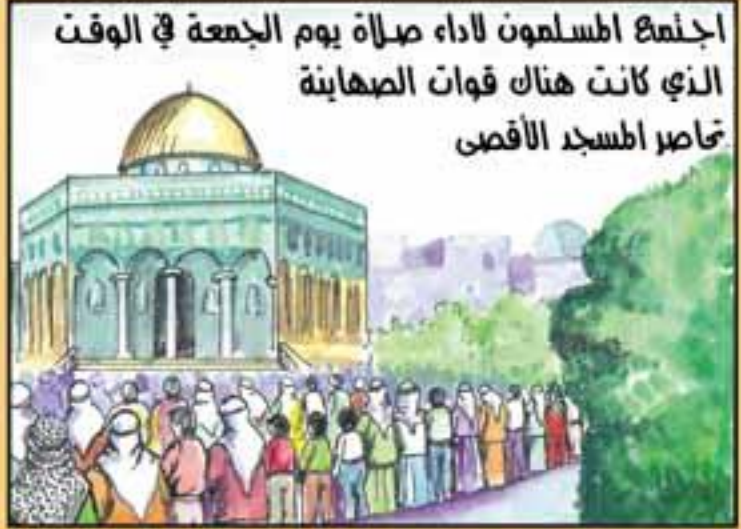 اجتمع المسلمون لاداء صلاة يوم الجمعة في الوقت
الذي كانت هناك قوات الصهاينة
تحاصر المسجد الأقصى